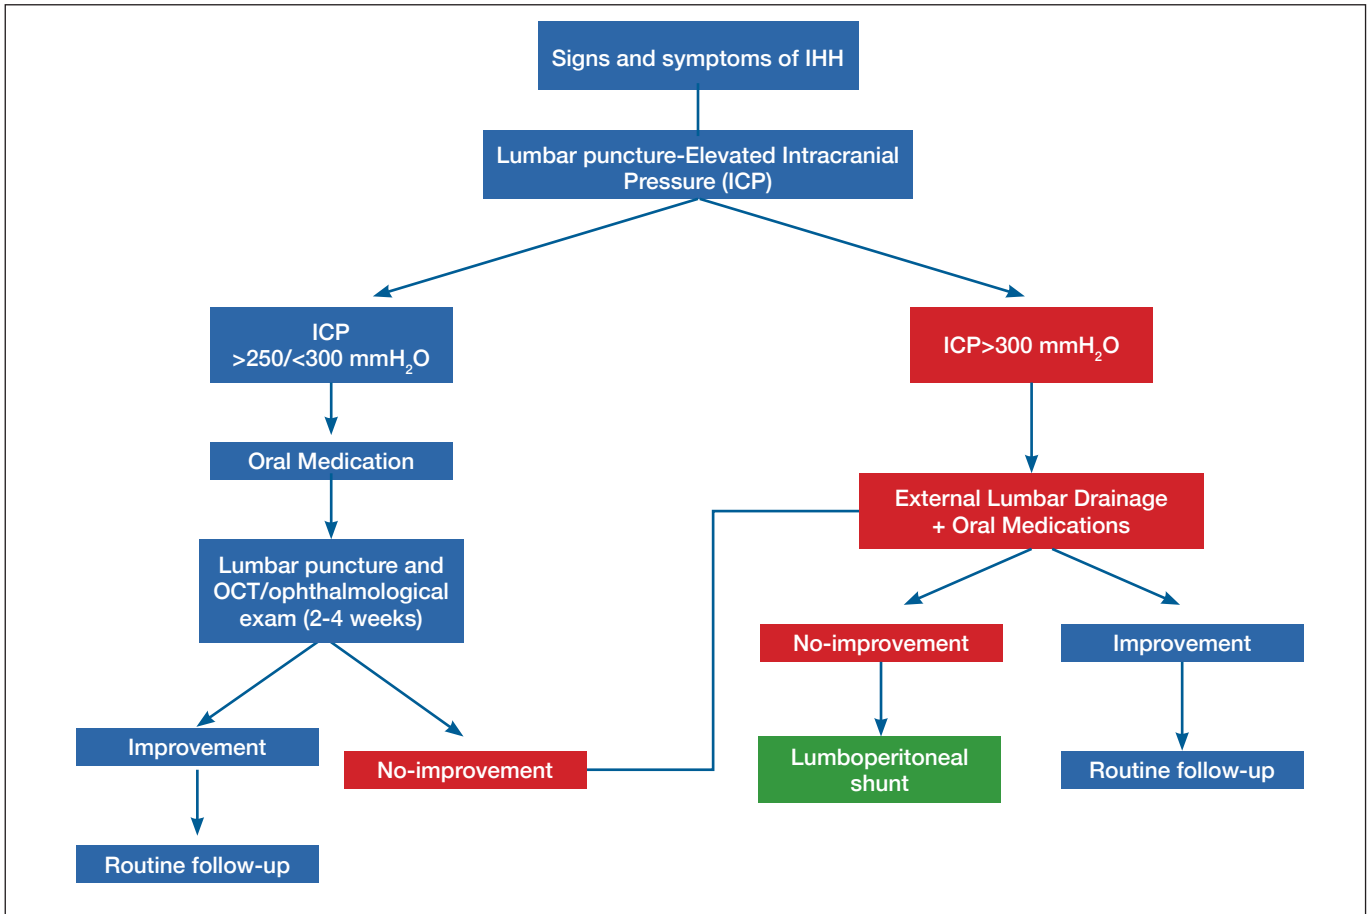 Signs and symptoms of IHH
Lumbar puncture-Elevated Intracranial
Pressure (ICP)
ICP
>250/<300 mmH₂O
ICP>300 mmH₂O
Oral Medication
External Lumbar Drainage
+ Oral Medications
Lumbar puncture and
OCT/ophthalmological
exam (2-4 weeks)
No-improvement
Improvement
Improvement
No-improvement
Lumboperitoneal
shunt
Routine follow-up
Routine follow-up